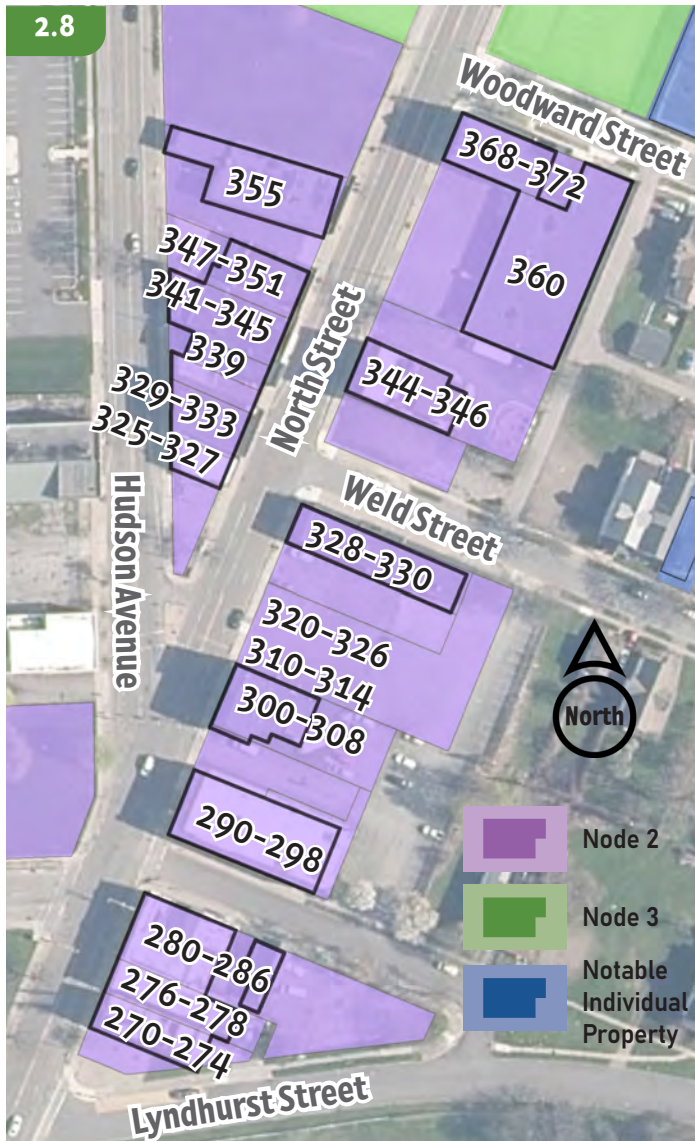 2.8
Woodward Street
368-372
355
360
347-351
341-345
339
344-346
329-333
325-327
North Street
Hudson Avenue
Weld Street
328-330
320-326
310-314
300-308
North
290-298
Node 2
Node 3
Notable
Individual
Property
280-286
276-278
270-274
Lyndhurst Street